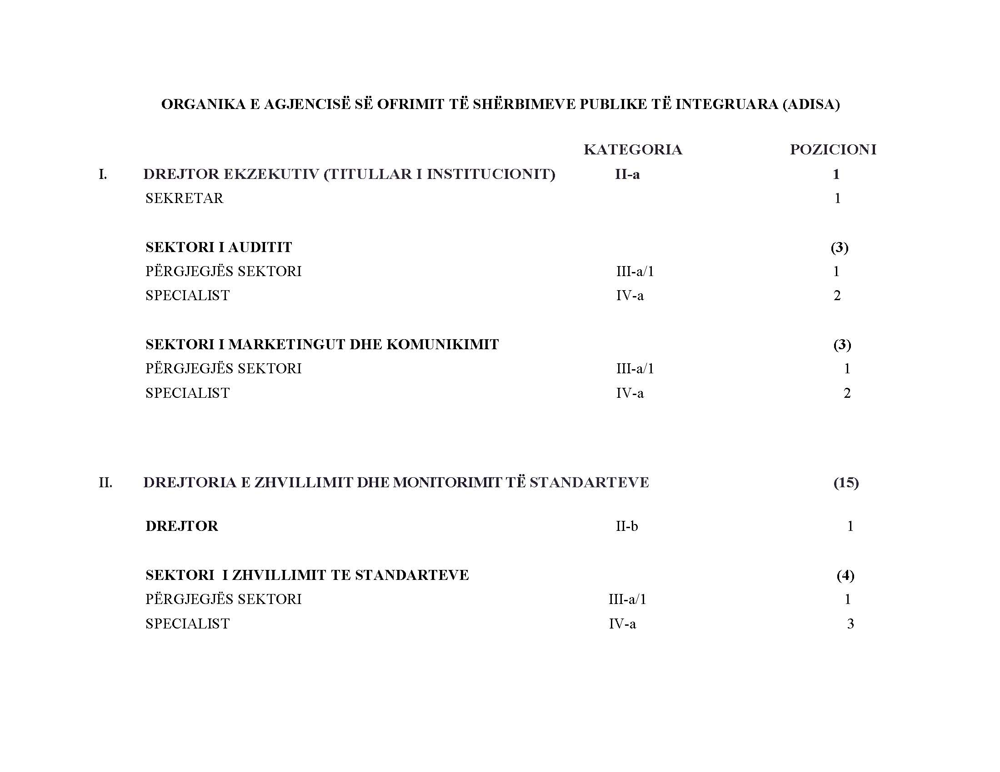 ORGANIKA E AGJENCISË SË OFRIMIT TË SHËRBIMEVE PUBLIKE TË INTEGRUARA (ADISA)
KATEGORIA POZICIONI
I. DREJTOR EKZEKUTIV (TITULLAR I INSTITUCIONIT) II-a 1
SEKRETAR 1
SEKTORI I AUDITIT (3)
PËRGJEGJËS SEKTORI III-a/1 1
SPECIALIST IV-a 2
SEKTORI I MARKETINGUT DHE KOMUNIKIMIT (3)
PËRGJEGJËS SEKTORI III-a/1 1
SPECIALIST IV-a 2
II. DREJTORIA E ZHVILLIMIT DHE MONITORIMIT TË STANDARTEVE (15)
DREJTOR II-b 1
SEKTORI I ZHVILLIMIT TE STANDARTEVE (4)
PËRGJEGJËS SEKTORI III-a/1 1
SPECIALIST IV-a 3